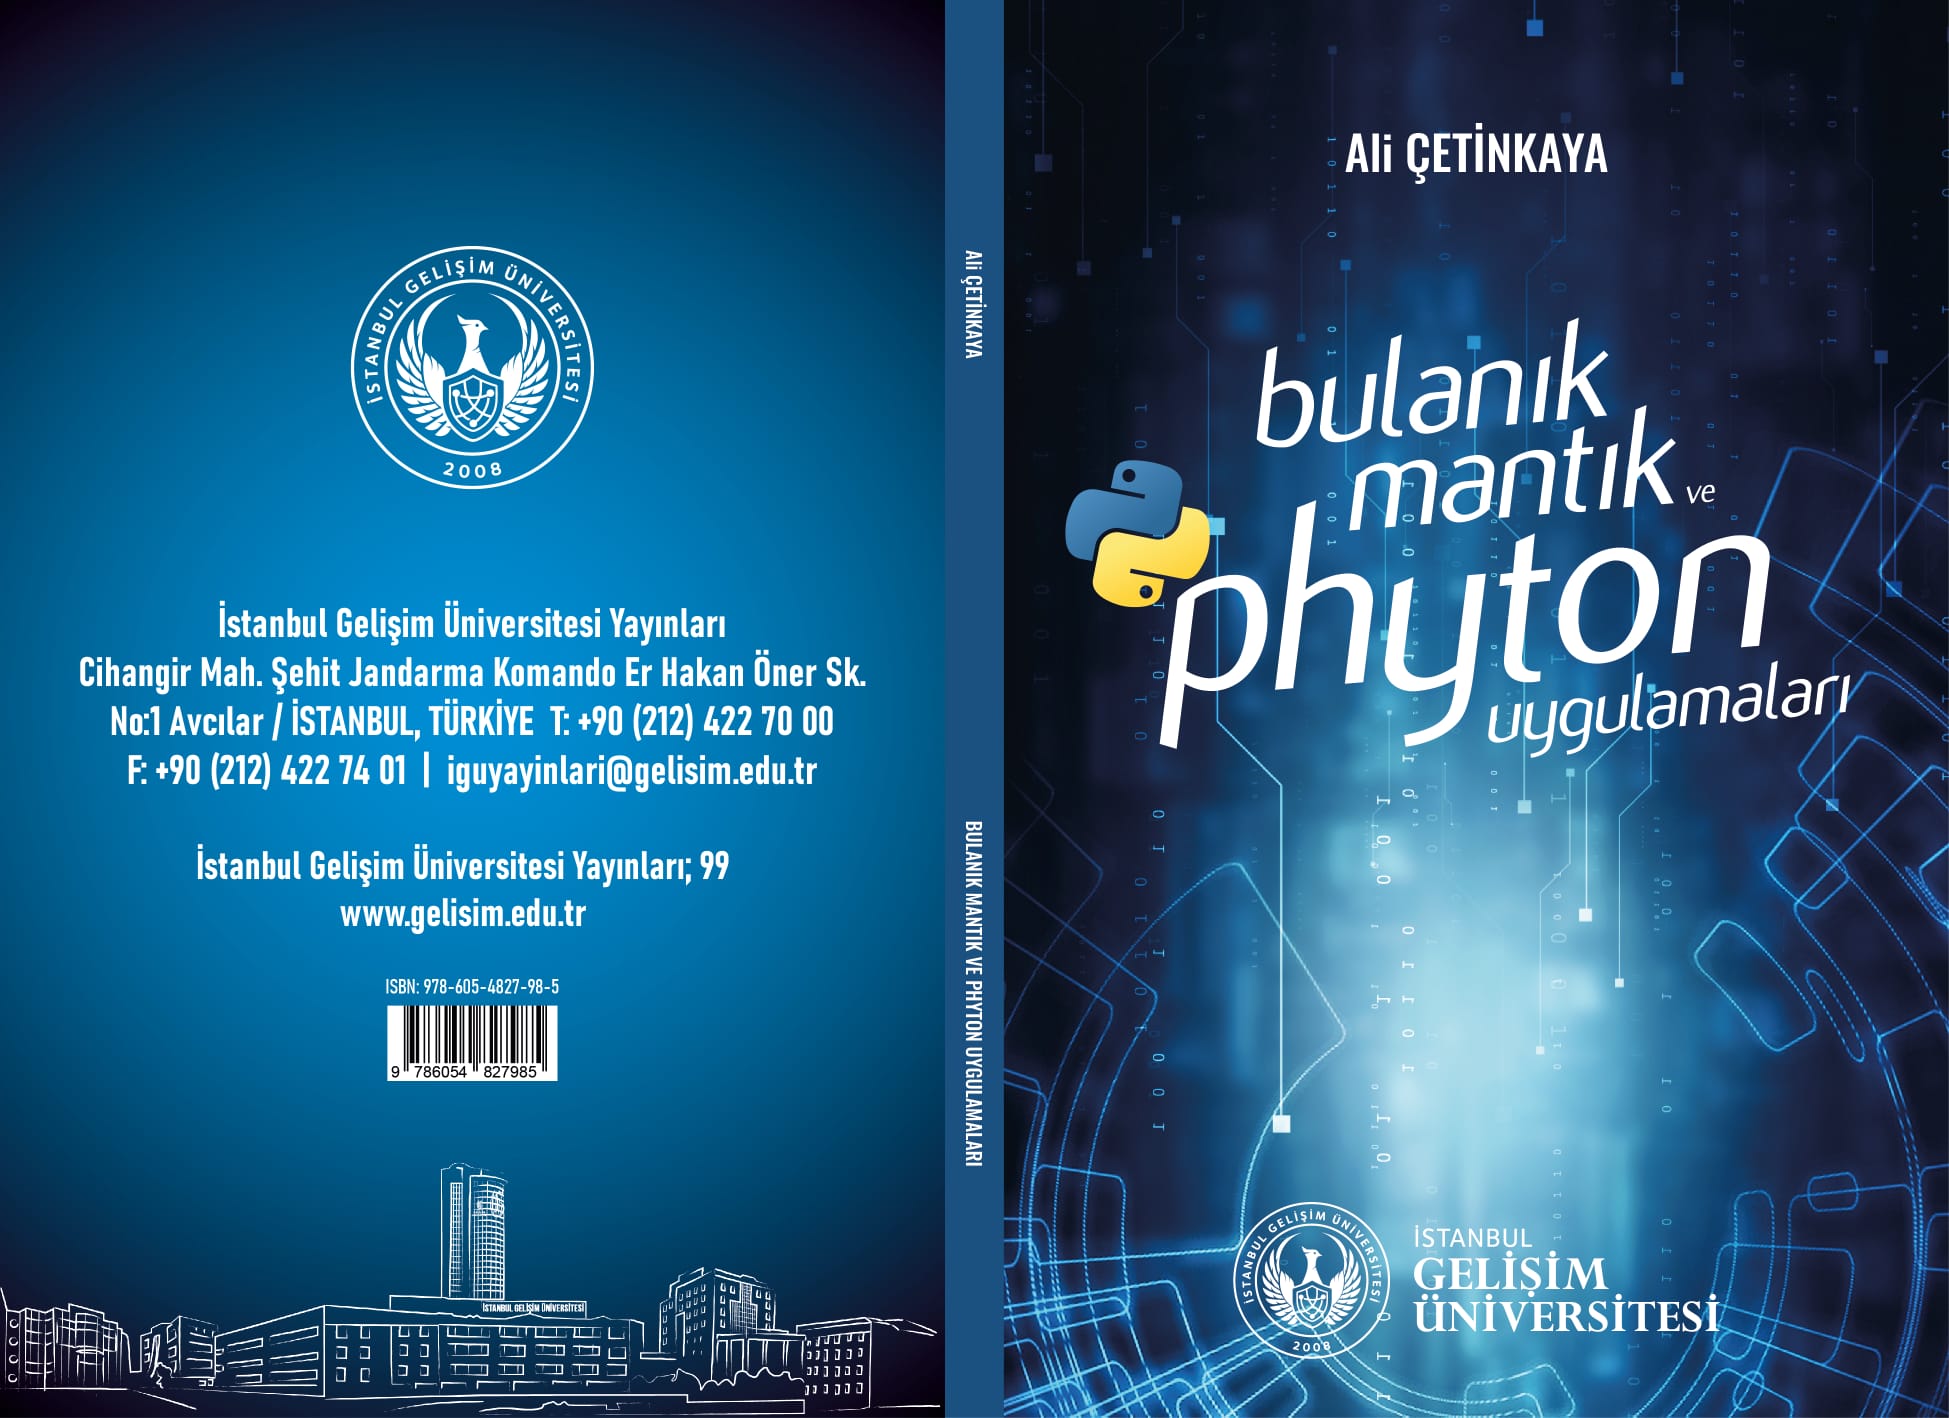 İSTANBUL GELİŞİM ÜNİVERSİTESİ
2008
İstanbul Gelişim Üniversitesi Yayınları
Cihangir Mah. Şehit Jandarma Komando Er Hakan Öner Sk.
No:1 Avcılar / İSTANBUL, TÜRKİYE T: +90 (212) 422 70 00
F: +90 (212) 422 74 01 | iguyayinlari@gelisim.edu.tr
İstanbul Gelişim Üniversitesi Yayınları; 99
www.gelisim.edu.tr
ISBN: 978-605-4827-98-5
9 786054 827985
İSTANBUL GELİŞİM ÜNİVERSİTESİ
Ali ÇETİNKAYA
BULANIK MANTIK VE PHYTON UYGULAMALARI
Ali ÇETİNKAYA
bulanık
mantık ve
phyton
uygulamaları
İSTANBUL GELİŞİM ÜNİVERSİTESİ
2008
İSTANBUL
GELİŞİM
ÜNİVERSİTESİ